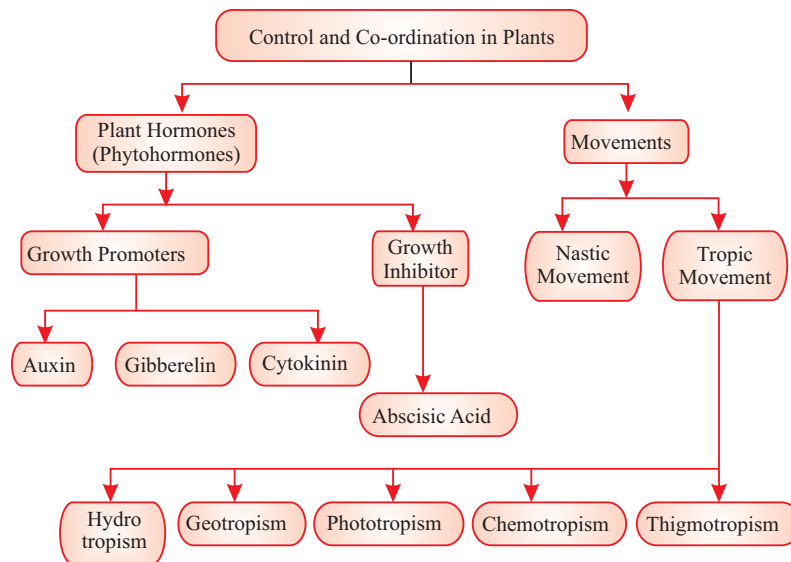 Control and Co-ordination in Plants
Plant Hormones
(Phytohormones)
Movements
Growth Promoters
Growth
Inhibitor
Nastic
Movement
Tropic
Movement
Auxin
Gibberelin
Cytokinin
Abscisic Acid
Hydro
tropism
Geotropism
Phototropism
Chemotropism
Thigmotropism